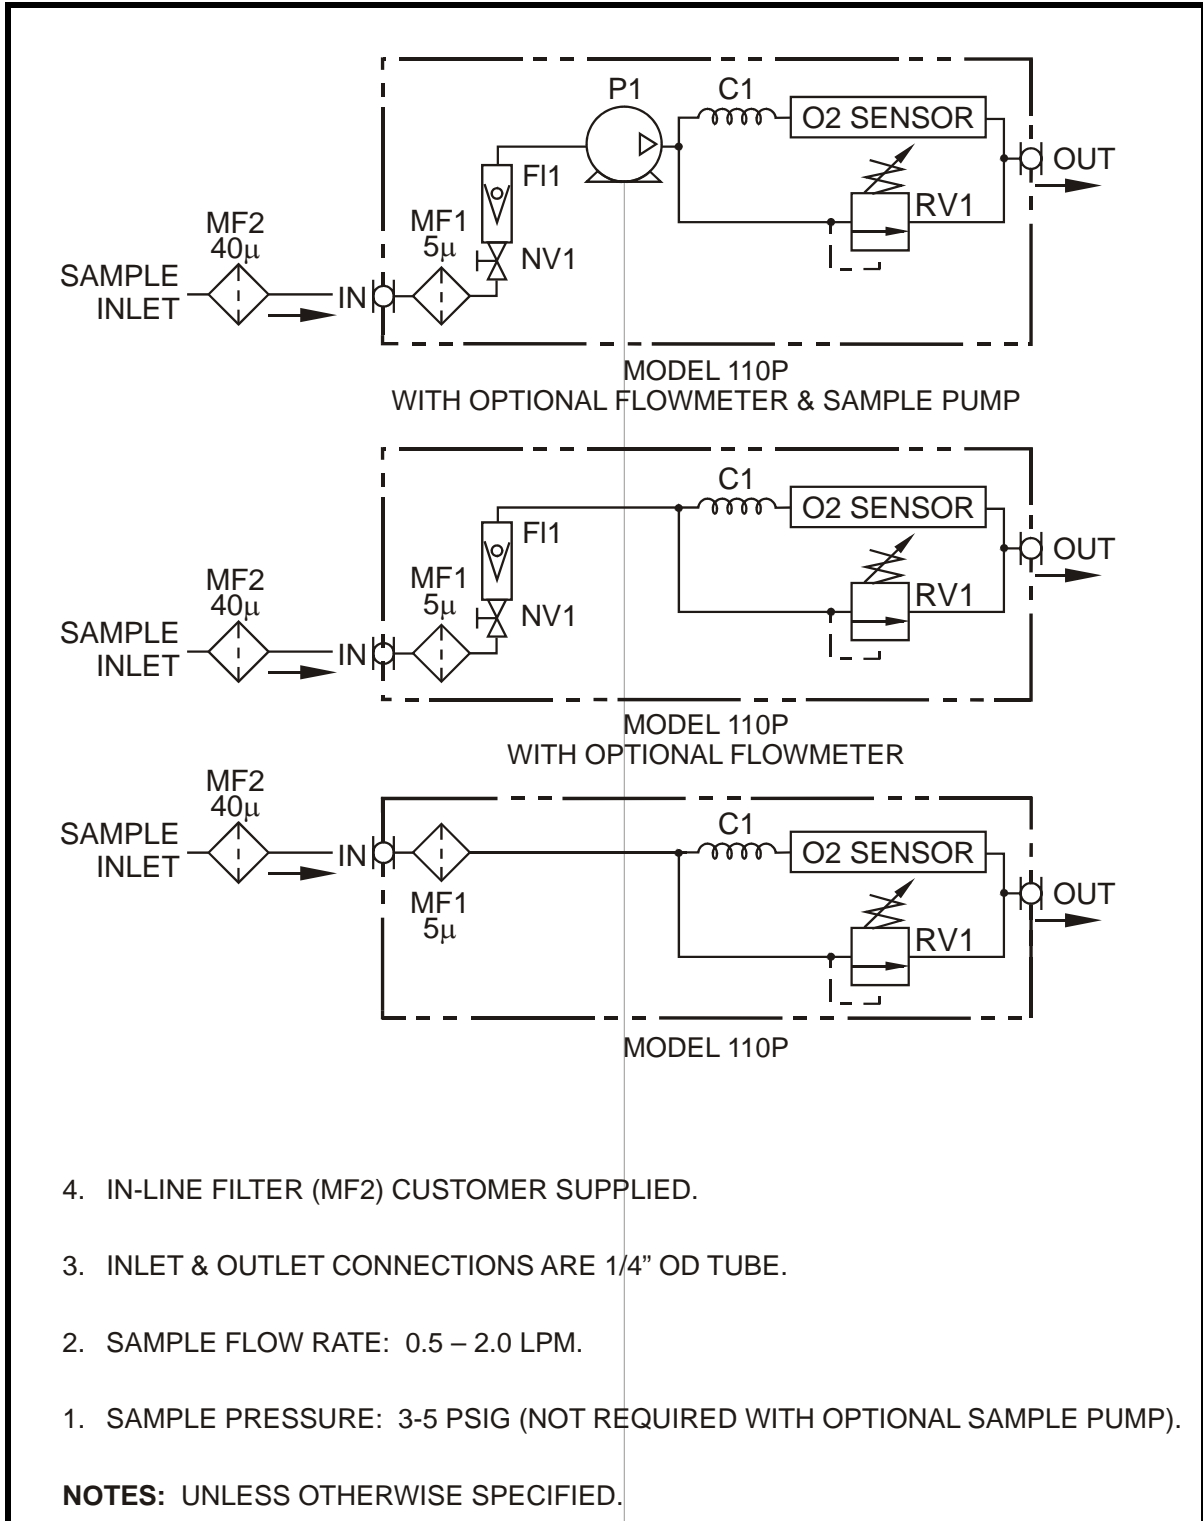 P1
C1
O2 SENSOR
OUT
FI1
RV1
MF1
5μ
NV1
MF2
40μ
SAMPLE
INLET
IN
MODEL 110P
WITH OPTIONAL FLOWMETER & SAMPLE PUMP
C1
O2 SENSOR
OUT
FI1
RV1
MF1
5μ
NV1
MF2
40μ
SAMPLE
INLET
IN
MODEL 110P
WITH OPTIONAL FLOWMETER
MF2
40μ
SAMPLE
INLET
IN
MF1
5μ
C1
O2 SENSOR
OUT
RV1
MODEL 110P
4. IN-LINE FILTER (MF2) CUSTOMER SUPPLIED.
3. INLET & OUTLET CONNECTIONS ARE 1/4” OD TUBE.
2. SAMPLE FLOW RATE: 0.5 – 2.0 LPM.
1. SAMPLE PRESSURE: 3-5 PSIG (NOT REQUIRED WITH OPTIONAL SAMPLE PUMP).
NOTES: UNLESS OTHERWISE SPECIFIED.